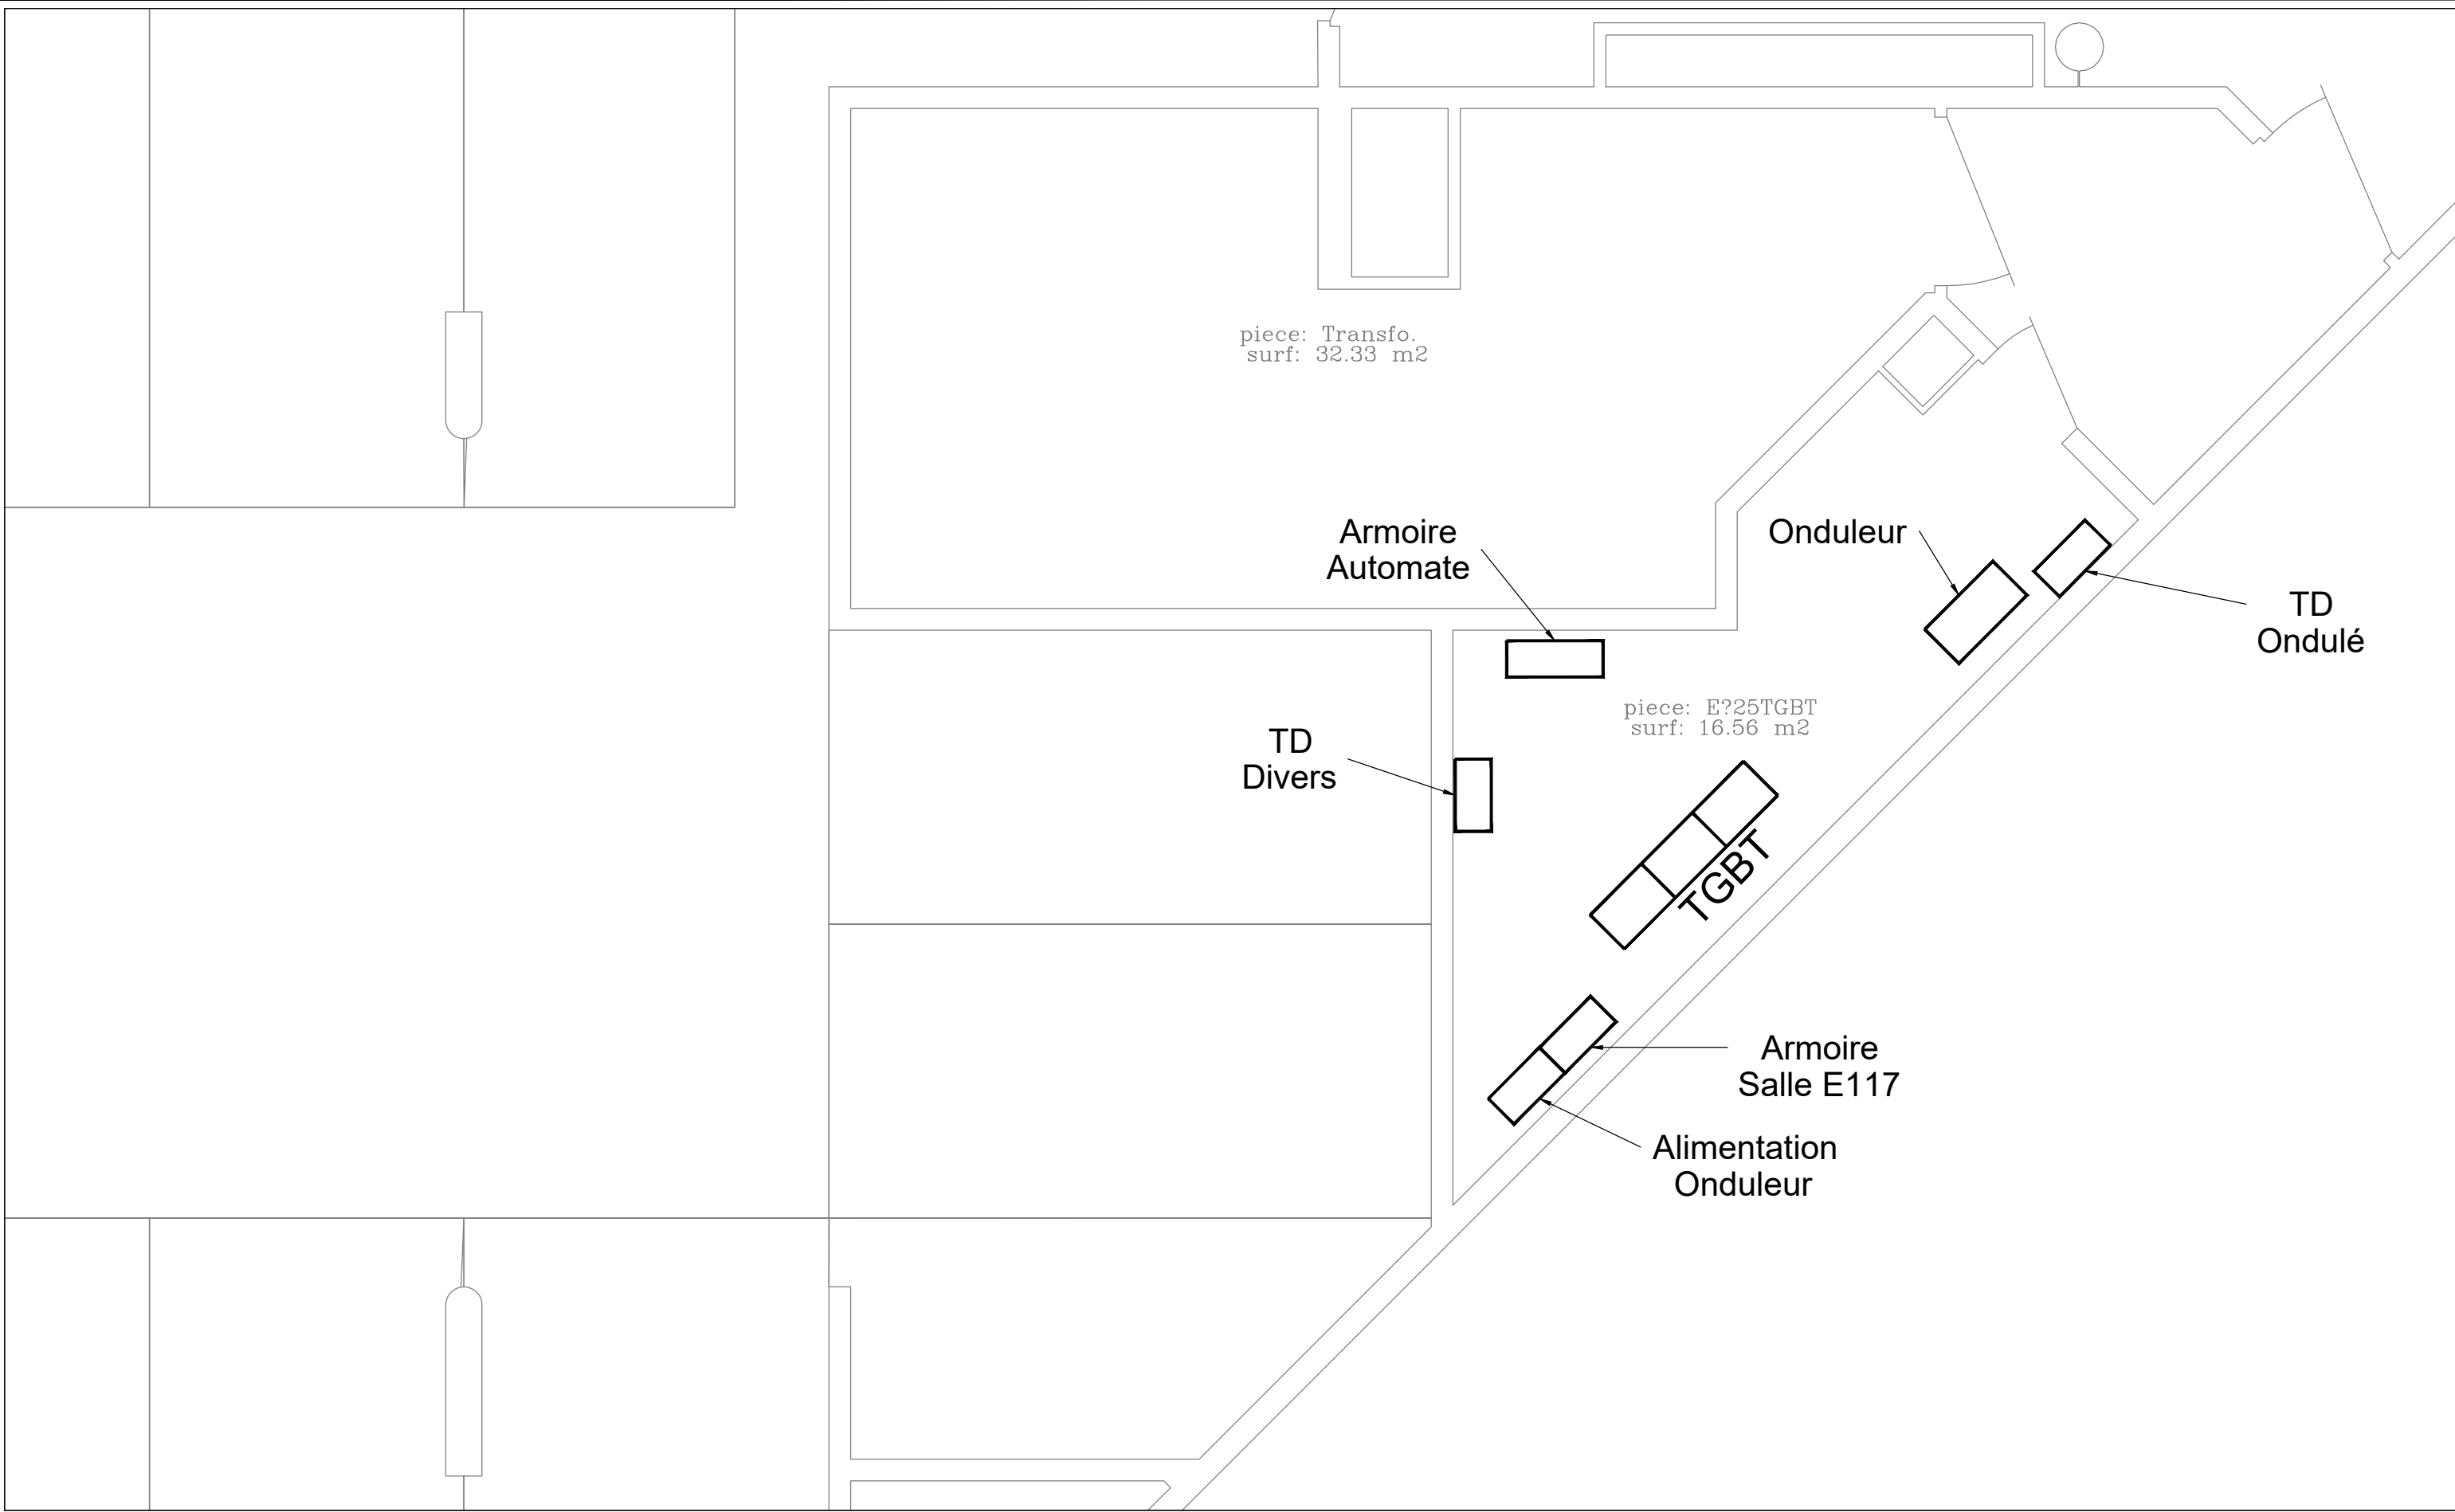 piece: Transfo.
surf: 32.33 m2
Armoire
Automate
Onduleur
TD
Ondulé
piece: E?25TGBT
surf: 16.56 m2
TD
Divers
TGBT
Armoire
Salle E117
Alimentation
Onduleur